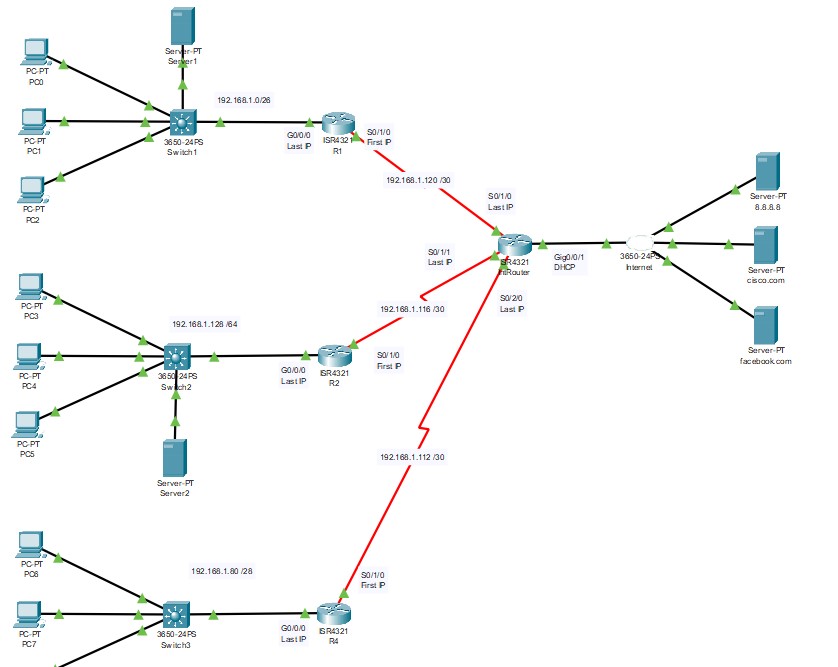 Server-PT
Server1
PC-PT
PC0
192.168.1.0/26
PC-PT
PC1
3650-24PS
Switch1
G0/0/0
Last IP
ISR4321
R1
S0/1/0
First IP
PC-PT
PC2
192.168.1.120 /30
S0/1/0
Last IP
Server-PT
8.8.8.8
S0/1/1
Last IP
ISR4321
IntRouter
Gig0/0/1
DHCP
3650-24PS
Internet
Server-PT
cisco.com
S0/2/0
Last IP
PC-PT
PC3
192.168.1.128 /64
192.168.1.116 /30
PC-PT
PC4
3650-24PS
Switch2
G0/0/0
Last IP
ISR4321
R2
S0/1/0
First IP
Server-PT
facebook.com
PC-PT
PC5
192.168.1.112 /30
Server-PT
Server2
PC-PT
PC6
192.168.1.80 /28
S0/1/0
First IP
PC-PT
PC7
3650-24PS
Switch3
G0/0/0
Last IP
ISR4321
R4